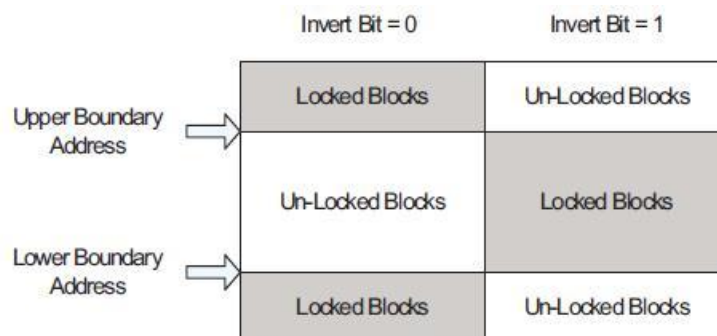 Invert Bit = 0 Invert Bit = 1
Locked Blocks Un-Locked Blocks
Upper Boundary
Address
Un-Locked Blocks Locked Blocks
Lower Boundary
Address
Locked Blocks Un-Locked Blocks